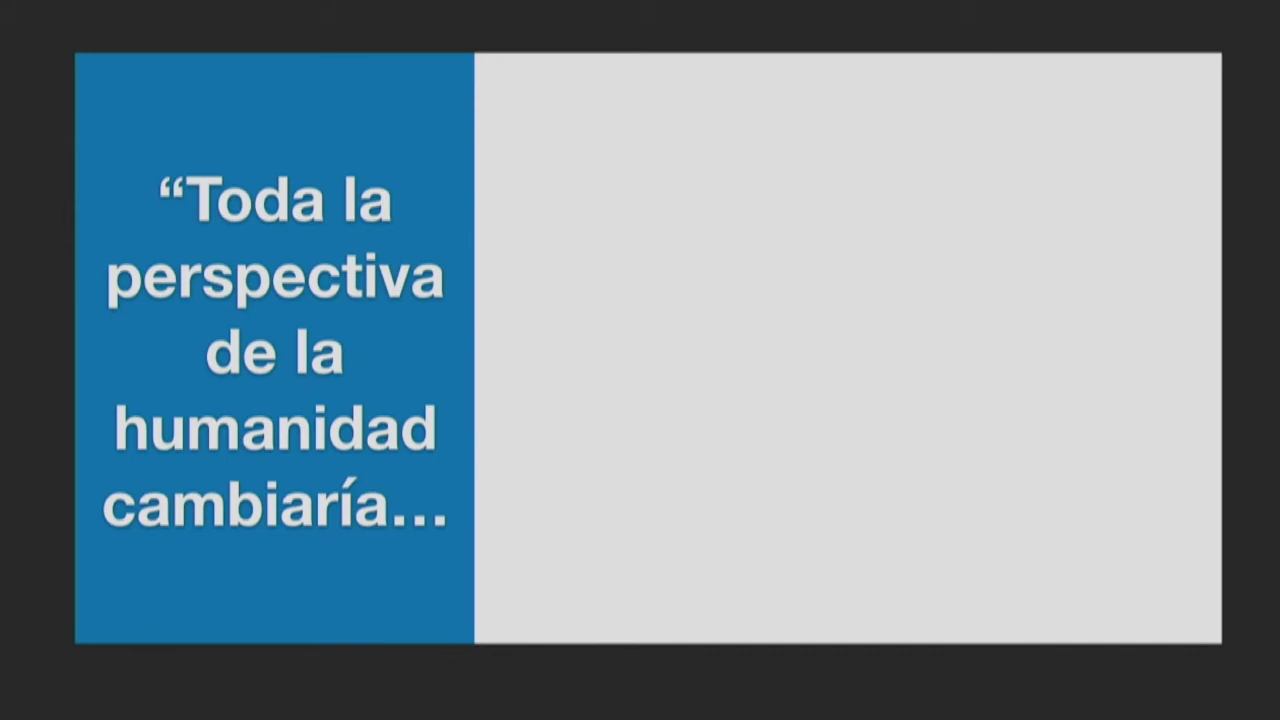 “Toda la
perspectiva
de la
humanidad
cambiaría…